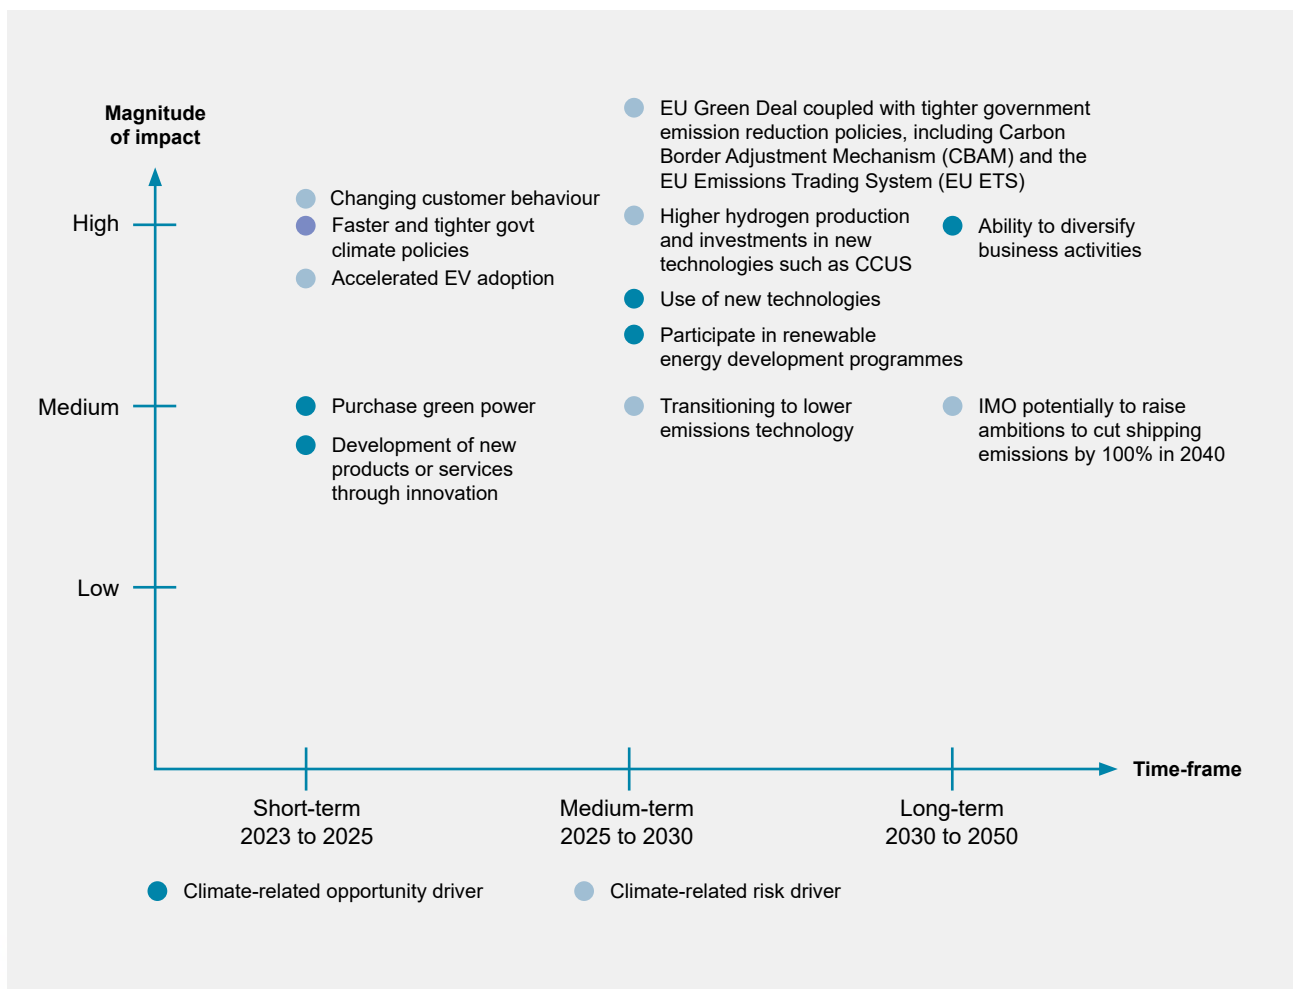 Magnitude
of impact
High
Medium
Low
Changing customer behaviour
Faster and tighter govt
climate policies
Accelerated EV adoption
Purchase green power
Development of new
products or services
through innovation
EU Green Deal coupled with tighter government
emission reduction policies, including Carbon
Border Adjustment Mechanism (CBAM) and the
EU Emissions Trading System (EU ETS)
Higher hydrogen production
and investments in new
technologies such as CCUS
Use of new technologies
Participate in renewable
energy development programmes
Transitioning to lower
emissions technology
Ability to diversify
business activities
IMO potentially to raise
ambitions to cut shipping
emissions by 100% in 2040
Time-frame
Short-term
2023 to 2025
Medium-term
2025 to 2030
Long-term
2030 to 2050
Climate-related opportunity driver
Climate-related risk driver